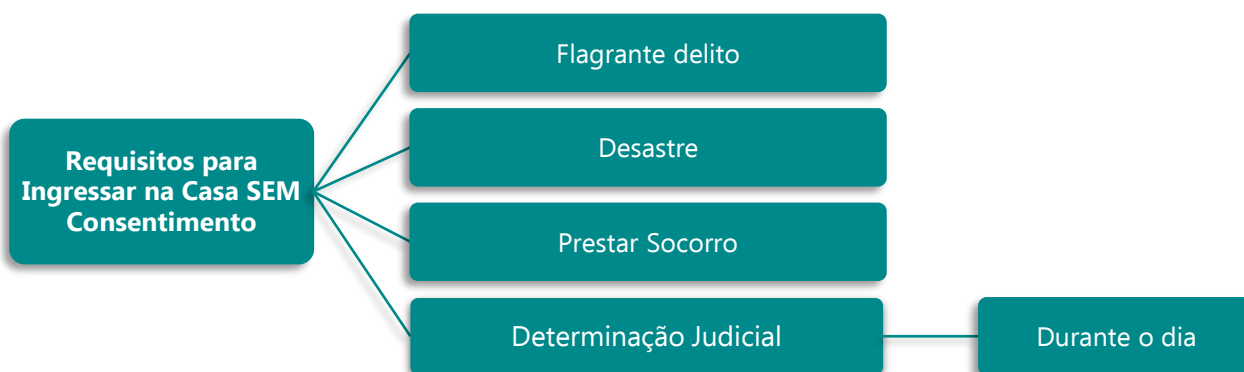 Requisitos para
Ingressar na Casa SEM
Consentimento
Flagrante delito
Desastre
Prestar Socorro
Determinação Judicial
Durante o dia